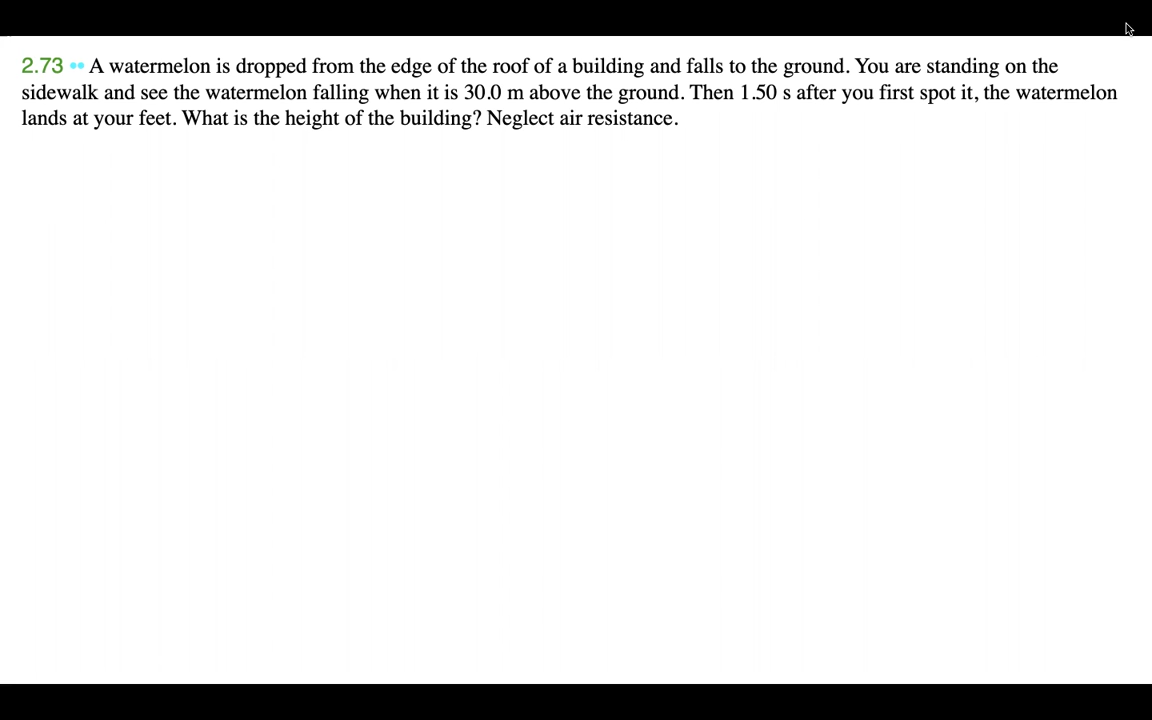 2.73 •• A watermelon is dropped from the edge of the roof of a building and falls to the ground. You are standing on the
sidewalk and see the watermelon falling when it is 30.0 m above the ground. Then 1.50 s after you first spot it, the watermelon
lands at your feet. What is the height of the building? Neglect air resistance.